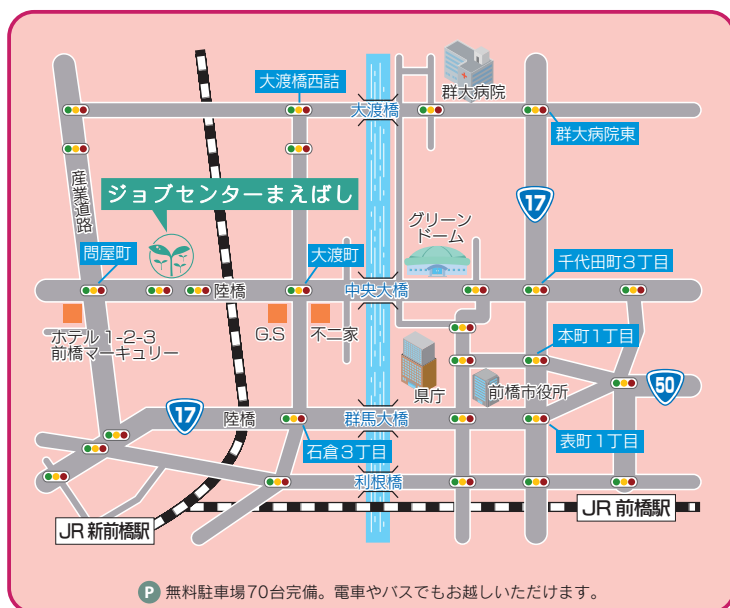 大渡橋西詰
群大病院
大渡橋
群大病院東
産業道路
ジョブセンターまえばし
17
問屋町
大渡町
グリーン
ドーム
千代田町3丁目
陸橋
中央大橋
ホテル1-2-3
前橋マーキュリー
G.S
不二家
本町1丁目
県庁
前橋市役所
50
17
陸橋
群馬大橋
石倉3丁目
表町1丁目
利根橋
JR 新前橋駅
JR 前橋駅
P 無料駐車場70台完備。電車やバスでもお越しいただけます。